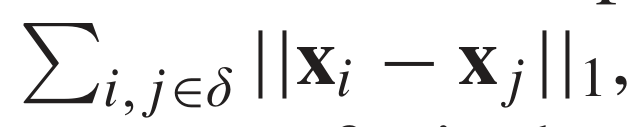 ∑_{i,j∈δ} ||x_i − x_j||_1,